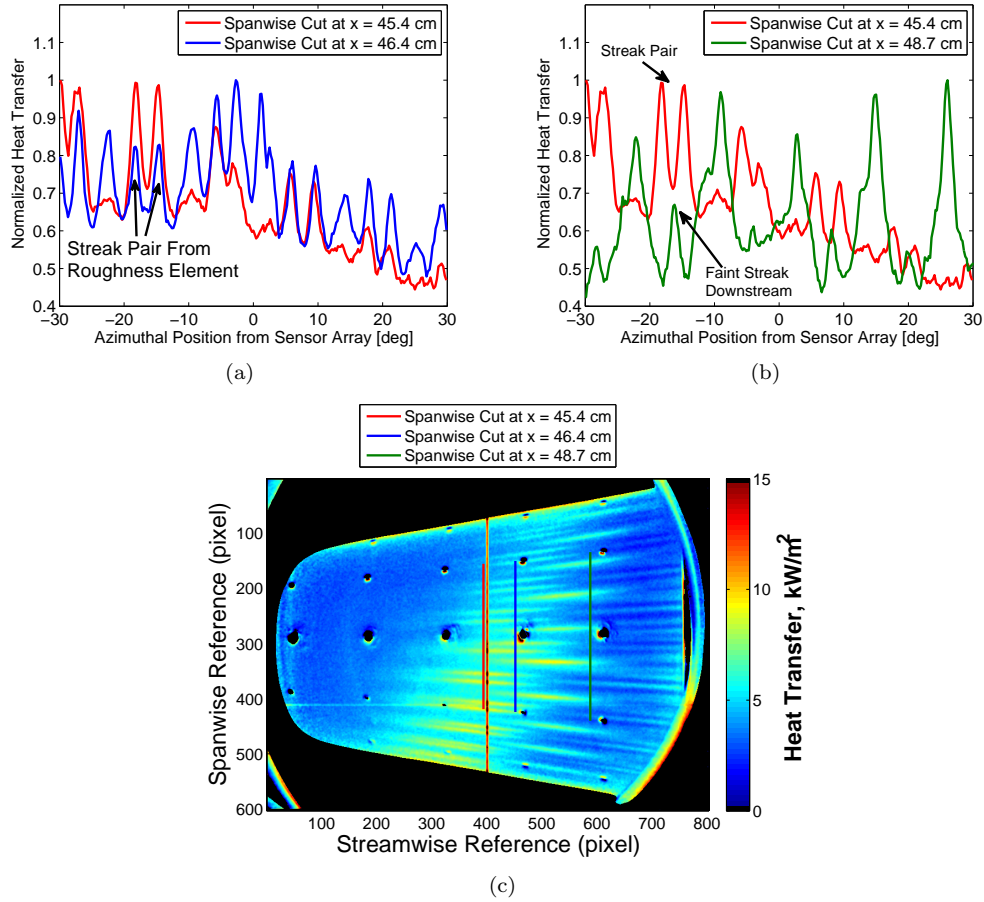 Spanwise Cut at x = 45.4 cm
Spanwise Cut at x = 46.4 cm
Normalized Heat Transfer
1.1
1
0.9
0.8
0.7
0.6
0.5
0.4
Streak Pair From
Roughness Element
−30 −20 −10 0 10 20 30
Azimuthal Position from Sensor Array [deg]
(a)
Spanwise Cut at x = 45.4 cm
Spanwise Cut at x = 48.7 cm
Normalized Heat Transfer
1.1
1
0.9
0.8
0.7
0.6
0.5
0.4
Streak Pair
Faint Streak
Downstream
−30 −20 −10 0 10 20 30
Azimuthal Position from Sensor Array [deg]
(b)
Spanwise Cut at x = 45.4 cm
Spanwise Cut at x = 46.4 cm
Spanwise Cut at x = 48.7 cm
Spanwise Reference (pixel)
100
200
300
400
500
600
100 200 300 400 500 600 700 800
Streamwise Reference (pixel)
15
10
5
0
Heat Transfer, kW/m²
(c)